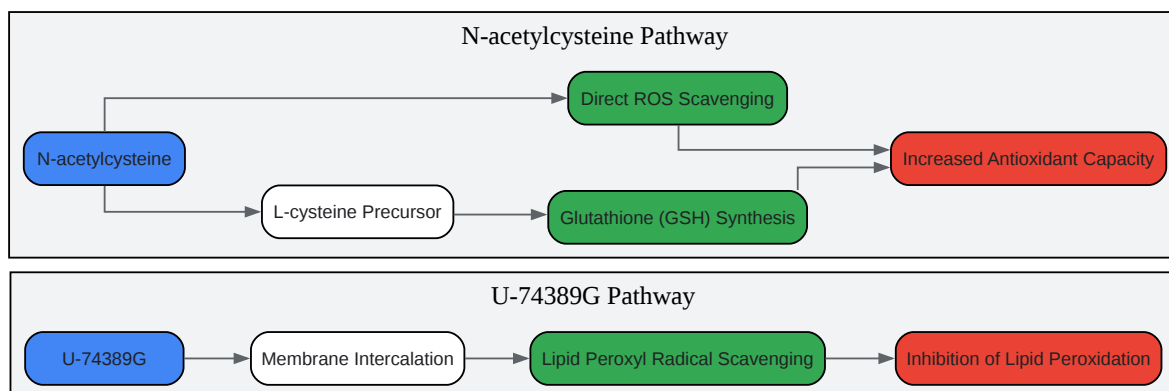 N-acetylcysteine Pathway
Direct ROS Scavenging
N-acetylcysteine
Increased Antioxidant Capacity
L-cysteine Precursor
Glutathione (GSH) Synthesis
U-74389G Pathway
U-74389G
Membrane Intercalation
Lipid Peroxyl Radical Scavenging
Inhibition of Lipid Peroxidation